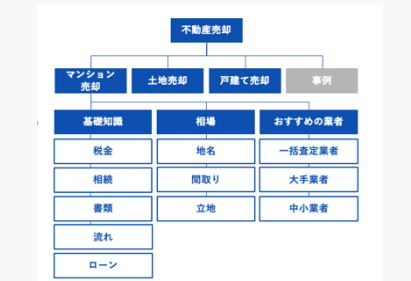 不動産売却
マンション
売却
土地売却
戸建て売却
事例
基礎知識
相場
おすすめの業者
税金
地名
一括査定業者
相続
間取り
大手業者
書類
立地
中小業者
流れ
ローン